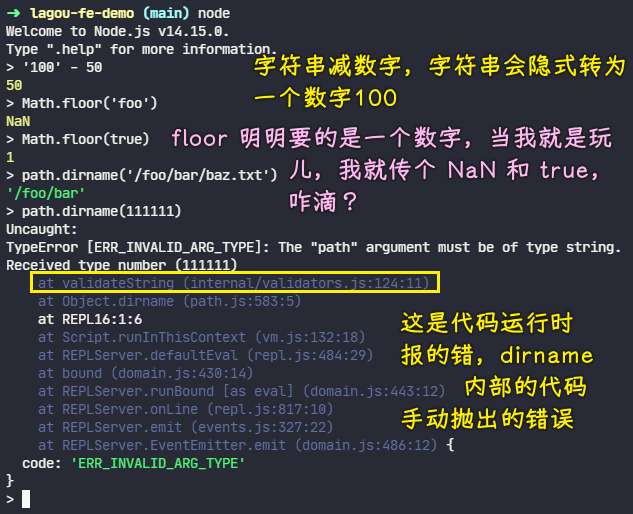 ➜ lagou-fe-demo (main) node
Welcome to Node.js v14.15.0.
Type ".help" for more information.
> '100' - 50
50
字符串减数字，字符串会隐式转为
一个数字100
> Math.floor('foo')
NaN
> Math.floor(true)
1
floor 明明要的是一个数字，当我就是玩
儿，我就传个 NaN 和 true，
咋滴？
> path.dirname('/foo/bar/baz.txt')
'/foo/bar'
> path.dirname(111111)
Uncaught:
TypeError [ERR_INVALID_ARG_TYPE]: The "path" argument must be of type string.
Received type number (111111)
at validateString (internal/validators.js:124:11)
at Object.dirname (path.js:583:5)
at REPL16:1:6
at Script.runInThisContext (vm.js:132:18)
at REPLServer.defaultEval (repl.js:484:29)
at bound (domain.js:430:14)
at REPLServer.runBound [as eval] (domain.js:443:12)
at REPLServer.onLine (repl.js:817:10)
at REPLServer.emit (events.js:327:22)
at REPLServer.EventEmitter.emit (domain.js:486:12) {
code: 'ERR_INVALID_ARG_TYPE'
}
>
这是代码运行时
报的错，dirname
内部的代码
手动抛出的错误